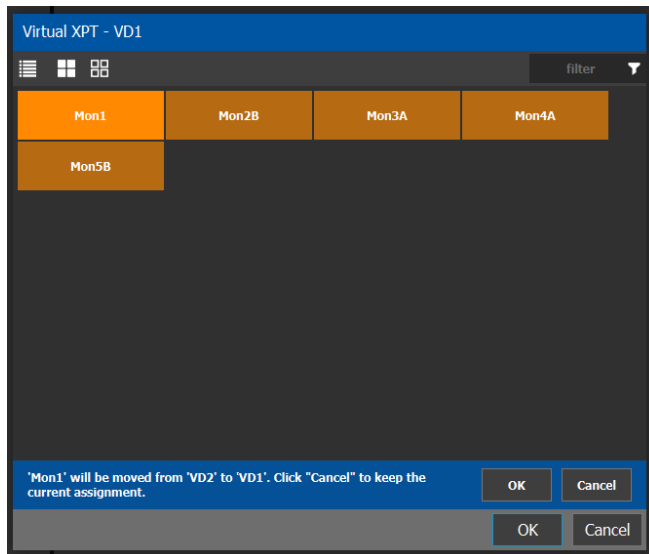 Virtual XPT - VD1
filter
Mon1 Mon2B Mon3A Mon4A
Mon5B
'Mon1' will be moved from 'VD2' to 'VD1'. Click "Cancel" to keep the
current assignment.
OK Cancel
OK Cancel